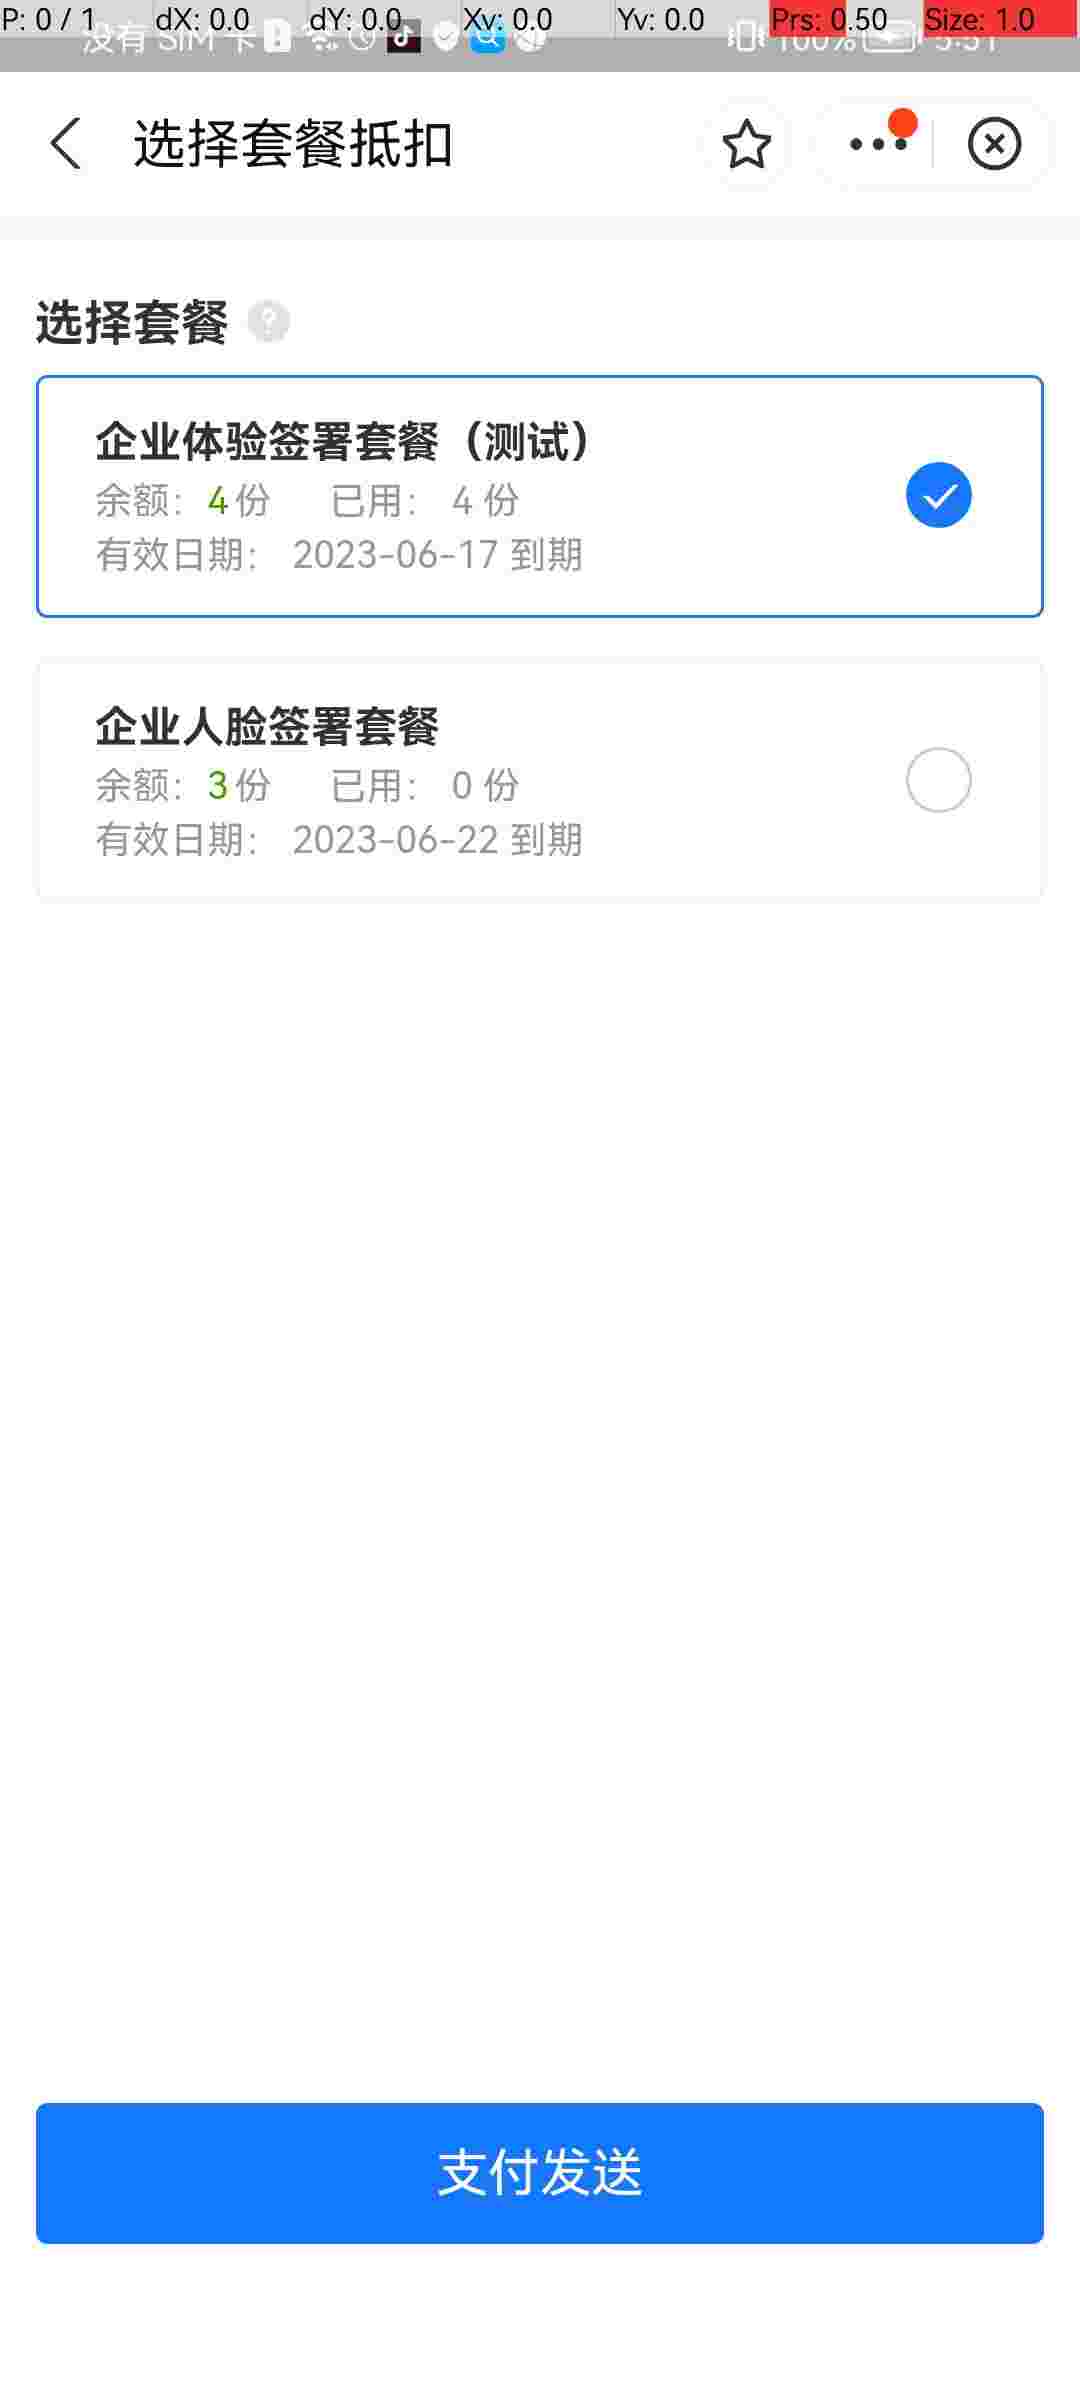 P: 0 / 1 dX: 0.0 dY: 0.0 Xv: 0.0 Yv: 0.0 Prs: 0.50 Size: 1.0
没有 SIM 卡 100% 5:31
选择套餐抵扣
选择套餐 ?
企业体验签署套餐（测试）
余额： 4 份 已用： 4 份
有效日期： 2023-06-17 到期
企业人脸签署套餐
余额： 3 份 已用： 0 份
有效日期： 2023-06-22 到期
支付发送